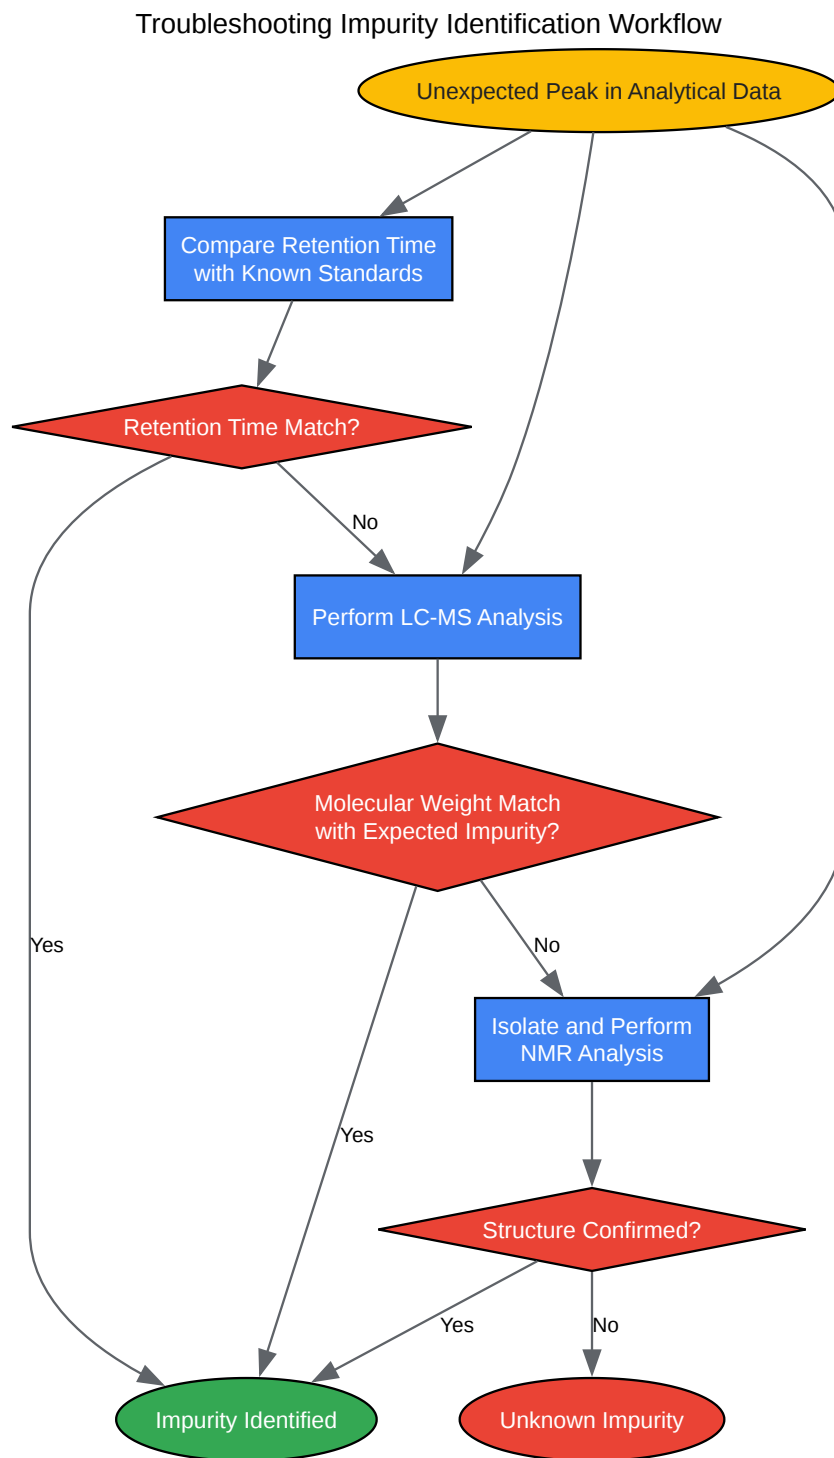 Troubleshooting Impurity Identification Workflow
Unexpected Peak in Analytical Data
Compare Retention Time
with Known Standards
Retention Time Match?
No
Perform LC-MS Analysis
Molecular Weight Match
with Expected Impurity?
Yes
No
Isolate and Perform
NMR Analysis
Yes
Structure Confirmed?
Yes
No
Impurity Identified
Unknown Impurity